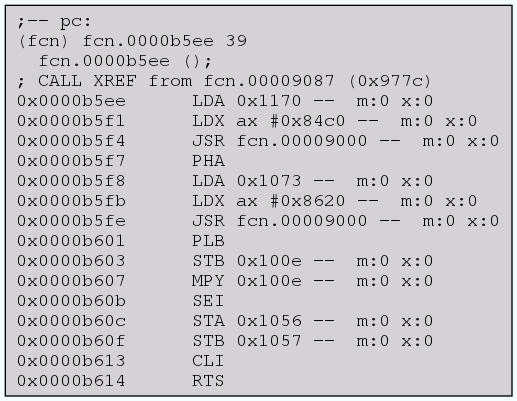 ;-- pc:
(fcn) fcn.0000b5ee 39
  fcn.0000b5ee ();
; CALL XREF from fcn.00009087 (0x977c)
0x0000b5ee      LDA 0x1170 --  m:0 x:0
0x0000b5f1      LDX ax #0x84c0 --  m:0 x:0
0x0000b5f4      JSR fcn.00009000 --  m:0 x:0
0x0000b5f7      PHA
0x0000b5f8      LDA 0x1073 --  m:0 x:0
0x0000b5fb      LDX ax #0x8620 --  m:0 x:0
0x0000b5fe      JSR fcn.00009000 --  m:0 x:0
0x0000b601      PLB
0x0000b603      STB 0x100e --  m:0 x:0
0x0000b607      MPY 0x100e --  m:0 x:0
0x0000b60b      SEI
0x0000b60c      STA 0x1056 --  m:0 x:0
0x0000b60f      STB 0x1057 --  m:0 x:0
0x0000b613      CLI
0x0000b614      RTS